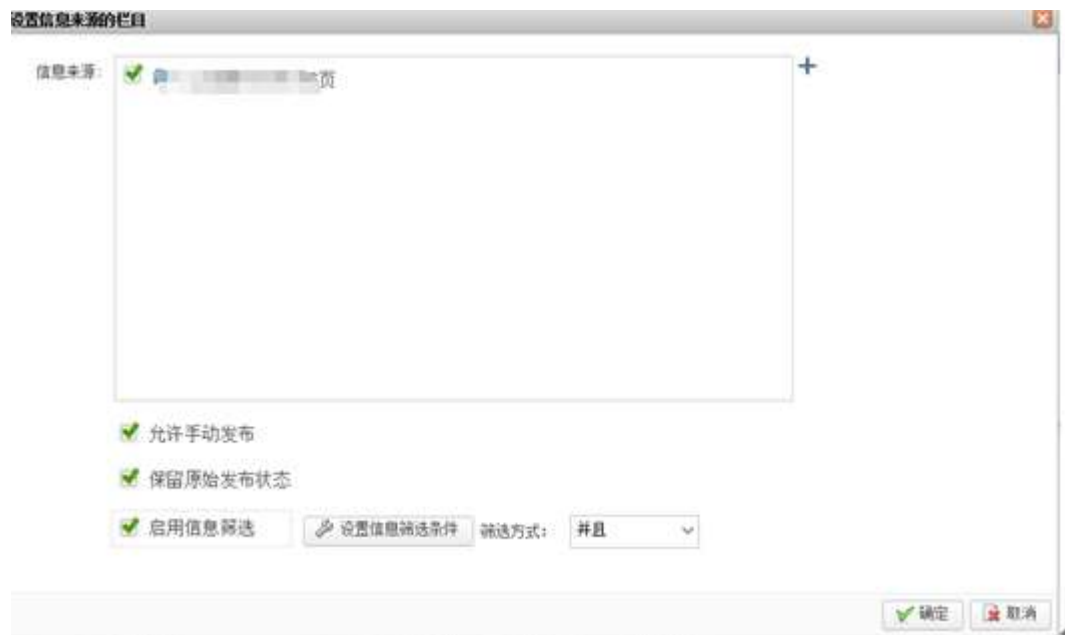 设置信息来源的栏目
信息来源:
页
允许手动发布
保留原始发布状态
启用信息筛选 设置信息筛选条件 筛选方式: 并且
确定 取消